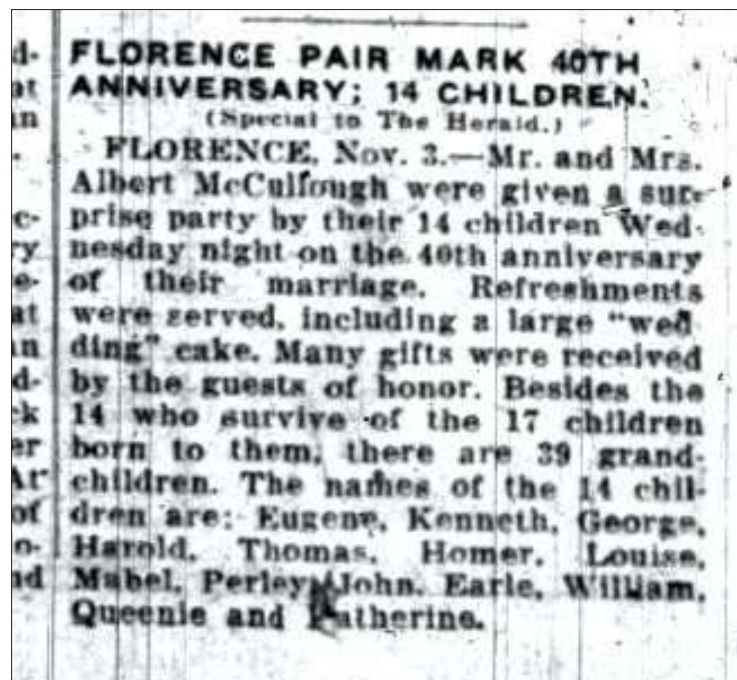 FLORENCE PAIR MARK 40TH
ANNIVERSARY; 14 CHILDREN.
(Special to The Herald.)
FLORENCE, Nov. 3.—Mr. and Mrs.
Albert McCullough were given a sur-
prise party by their 14 children Wed-
nesday night on the 40th anniversary
of their marriage. Refreshments
were served, including a large "wed
ding" cake. Many gifts were received
by the guests of honor. Besides the
14 who survive of the 17 children
born to them, there are 39 grand-
children. The names of the 14 chil-
dren are: Eugene, Kenneth, George,
Harold, Thomas, Homer, Louise,
Mabel, Perley, John, Earle, William,
Queenie and Katherine.